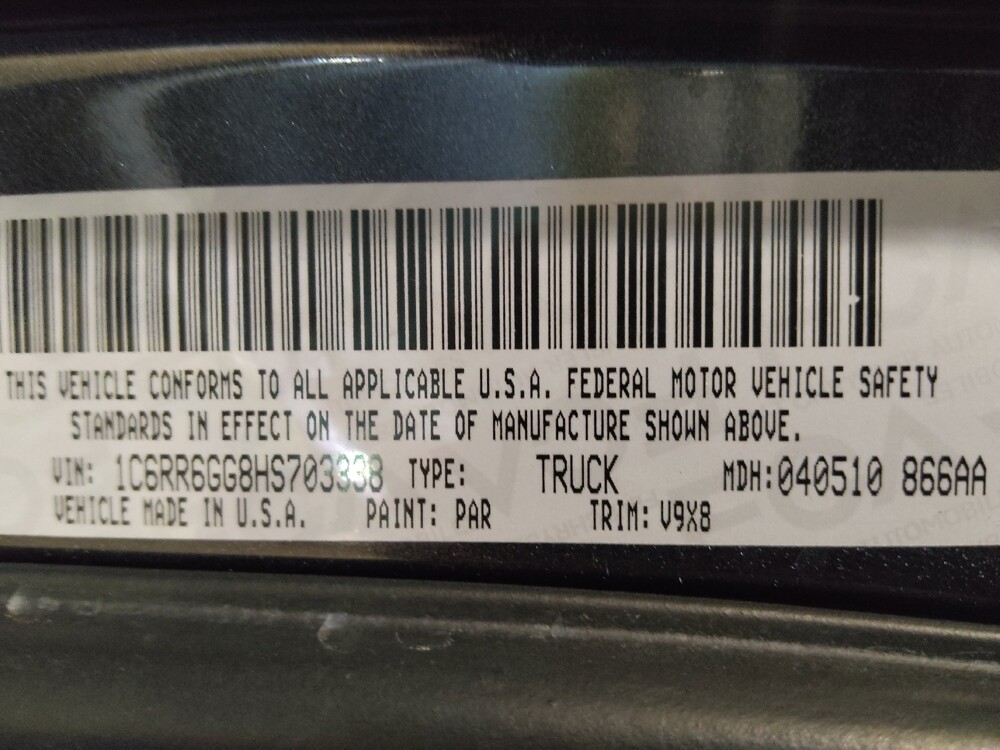 THIS VEHICLE CONFORMS TO ALL APPLICABLE U.S.A. FEDERAL MOTOR VEHICLE SAFETY
STANDARDS IN EFFECT ON THE DATE OF MANUFACTURE SHOWN ABOVE.
VIN: 1C6RR6GG8HS703338 TYPE: TRUCK MDH:040510 866AA
VEHICLE MADE IN U.S.A. PAINT: PAR TRIM: V9X8